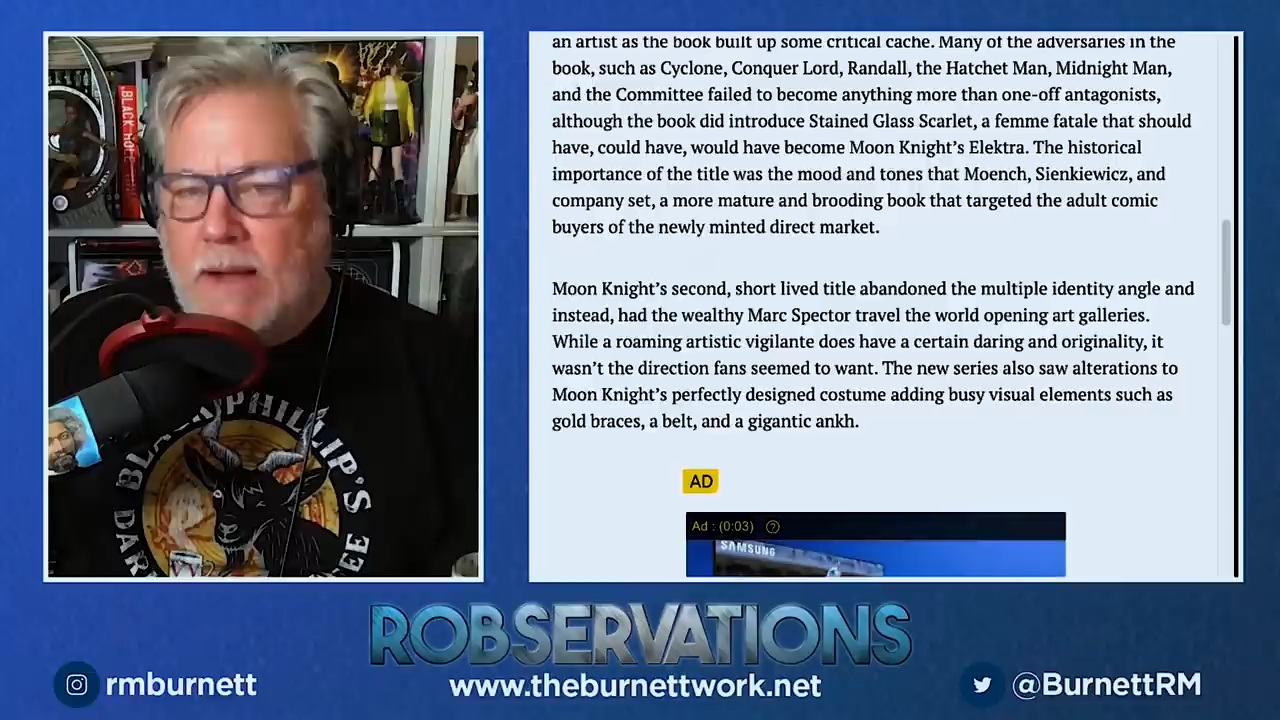 an artist as the book built up some critical cache. Many of the adversaries in the
book, such as Cyclone, Conquer Lord, Randall, the Hatchet Man, Midnight Man,
and the Committee failed to become anything more than one-off antagonists,
although the book did introduce Stained Glass Scarlet, a femme fatale that should
have, could have, would have become Moon Knight’s Elektra. The historical
importance of the title was the mood and tones that Moench, Sienkiewicz, and
company set, a more mature and brooding book that targeted the adult comic
buyers of the newly minted direct market.
Moon Knight’s second, short lived title abandoned the multiple identity angle and
instead, had the wealthy Marc Spector travel the world opening art galleries.
While a roaming artistic vigilante does have a certain daring and originality, it
wasn’t the direction fans seemed to want. The new series also saw alterations to
Moon Knight’s perfectly designed costume adding busy visual elements such as
gold braces, a belt, and a gigantic ankh.
AD
Ad : (0:03)
SAMSUNG
BLACK HOLE
ROBSERVATIONS
rmburnett
www.theburnettwork.net
@BurnettRM